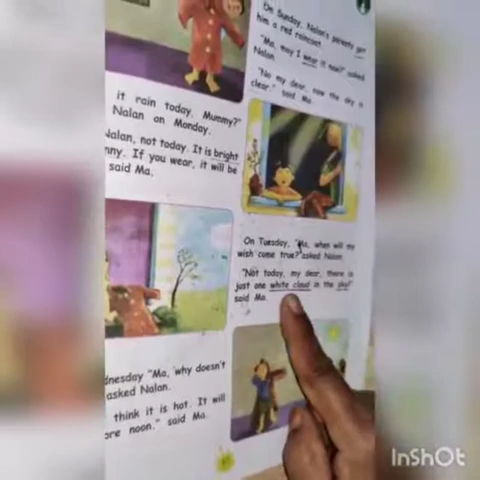 On Sunday, Nalan's parents get
him a red raincoat.
"Ma, may I wear it now?" asked
Nalan.
"No my dear, now the sky is
clear," said Ma.
it rain today, Mummy?"
Nalan on Monday.
Nalan, not today. It is bright
nny. If you wear, it will be
said Ma.
On Tuesday, "Ma, when will my
wish come true?" asked Nalan.
"Not today, my dear, there is
just one white cloud in the sky"
said Ma.
dnesday "Ma, why doesn't
asked Nalan.
think it is hot. It will
ore noon." said Ma.
InShOt